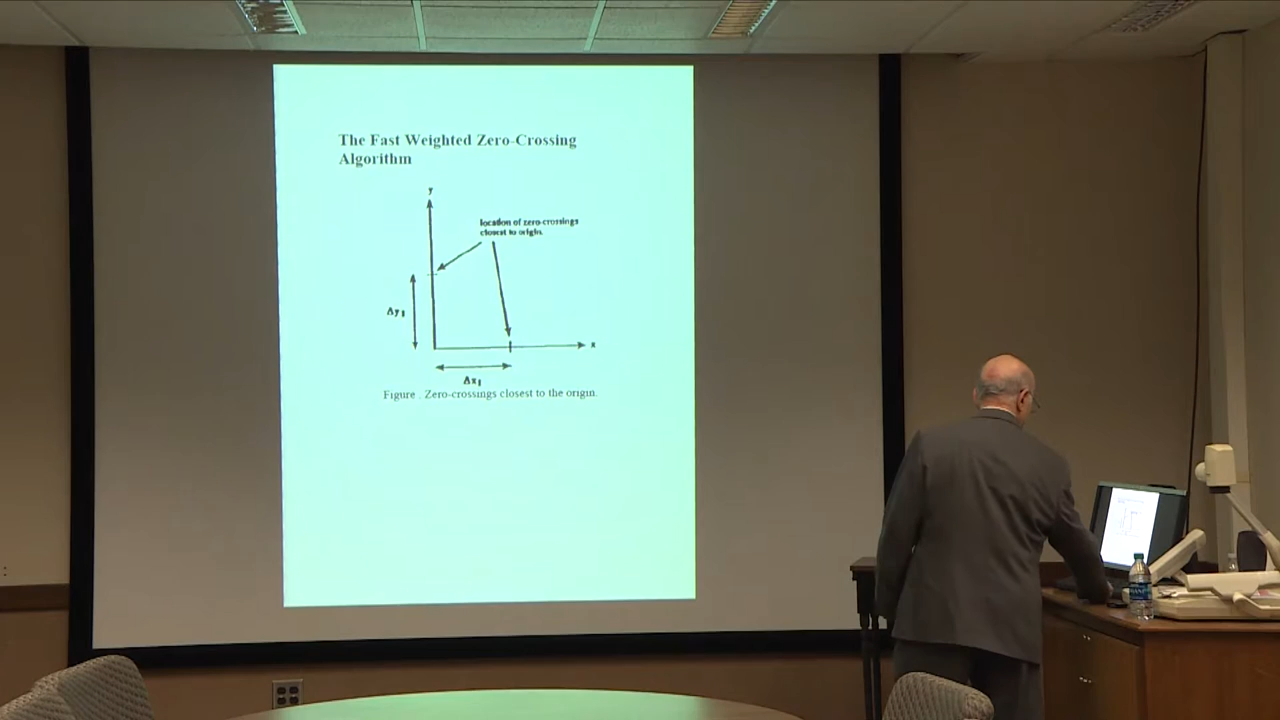 The Fast Weighted Zero-Crossing
Algorithm
y
location of zero-crossings
closest to origin.
Δy₁
x
Δx₁
Figure . Zero-crossings closest to the origin.